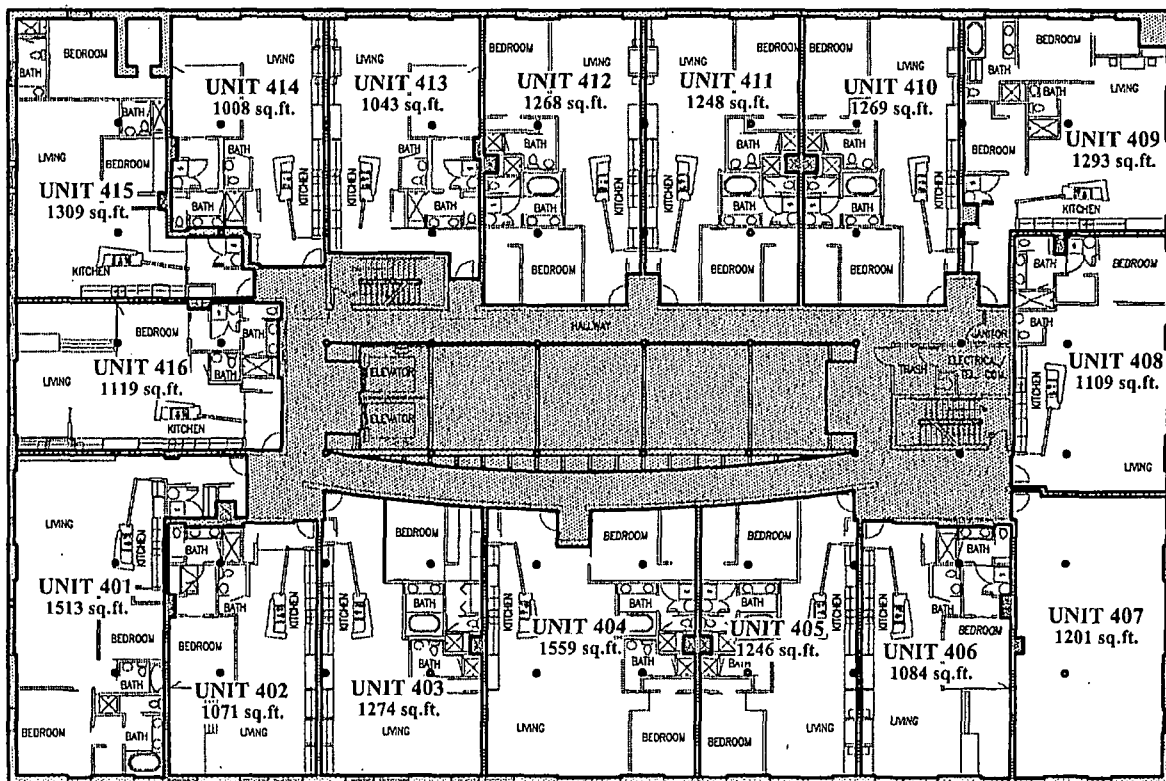 BEDROOM
BATH
BATH
LIVING
BEDROOM
UNIT 415
1309 sq.ft.
KITCHEN
LIVING
UNIT 414
1008 sq.ft.
BATH
BATH
KITCHEN
LIVING
UNIT 413
1043 sq.ft.
BATH
KITCHEN
BATH
BEDROOM
LIVING
UNIT 412
1268 sq.ft.
BATH
BATH
KITCHEN
BEDROOM
LIVING
BEDROOM
UNIT 411
1248 sq.ft.
BATH
KITCHEN
BATH
BEDROOM
BEDROOM
LIVING
UNIT 410
1269 sq.ft.
BATH
BATH
KITCHEN
BEDROOM
BEDROOM
BATH
LIVING
BATH
UNIT 409
1293 sq.ft.
BEDROOM
KITCHEN
HALLWAY
JANITOR
ELECTRICAL/
TEL. COM.
TRASH
ELEVATOR
ELEVATOR
BEDROOM
BATH
LIVING
BATH
UNIT 416
1119 sq.ft.
KITCHEN
BATH
BEDROOM
BATH
UNIT 408
1109 sq.ft.
KITCHEN
LIVING
LIVING
KITCHEN
UNIT 401
1513 sq.ft.
BEDROOM
BATH
BEDROOM
BATH
BATH
BATH
KITCHEN
BEDROOM
UNIT 402
1071 sq.ft.
LIVING
BEDROOM
KITCHEN
BATH
BATH
UNIT 403
1274 sq.ft.
LIVING
BEDROOM
KITCHEN
BATH
UNIT 404
1559 sq.ft.
BATH
LIVING
BEDROOM
BEDROOM
BATH
KITCHEN
UNIT 405
1246 sq.ft.
BATH
BEDROOM
LIVING
BATH
KITCHEN
BATH
BEDROOM
UNIT 406
1084 sq.ft.
LIVING
UNIT 407
1201 sq.ft.